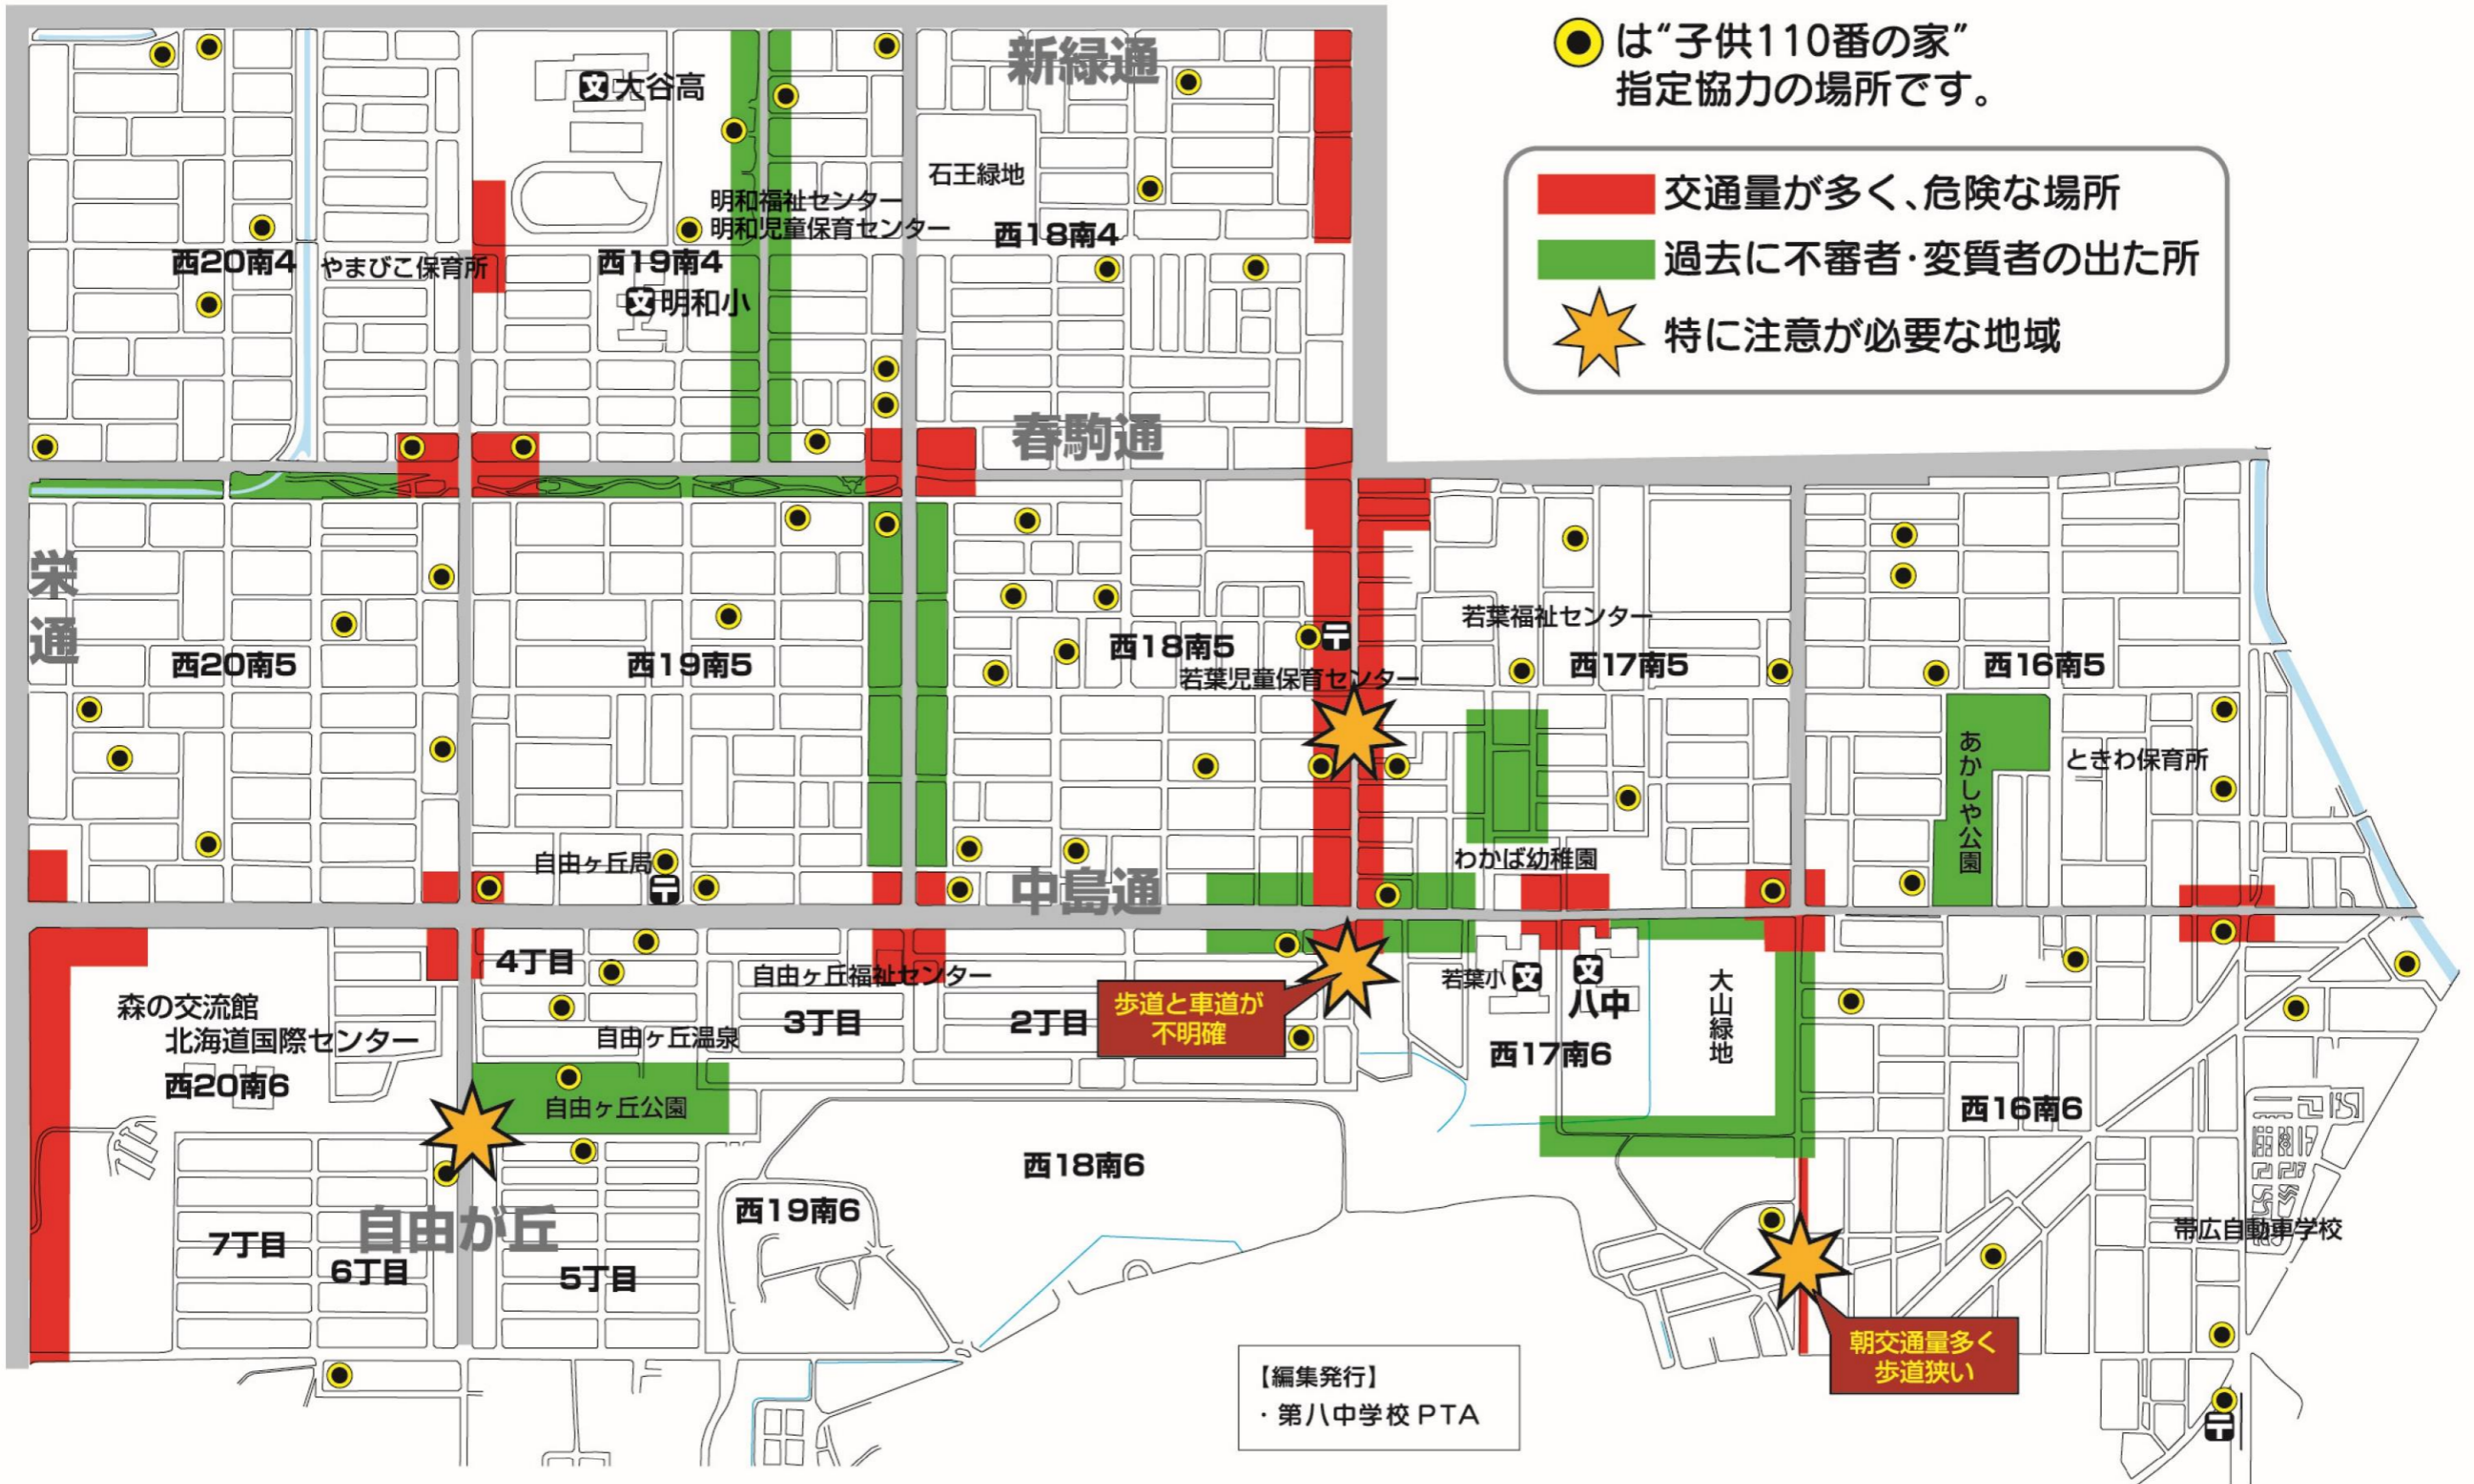 は“子供110番の家”
指定協力の場所です。
交通量が多く、危険な場所
過去に不審者・変質者の出た所
特に注意が必要な地域
新緑通
文大谷高
石王緑地
明和福祉センター
明和児童保育センター
西18南4
西20南4
やまびこ保育所
西19南4
文明和小
春駒通
栄通
若葉福祉センター
西20南5
西19南5
西18南5
〒
若葉児童保育センター
西17南5
西16南5
あかしや公園
ときわ保育所
自由ヶ丘局
〒
わかば幼稚園
中島通
4丁目
自由ヶ丘福祉センター
若葉小文
文
八中
大山緑地
森の交流館
北海道国際センター
西20南6
自由ヶ丘温泉
3丁目
2丁目
歩道と車道が
不明確
西17南6
自由ヶ丘公園
西16南6
西18南6
西19南6
自由が丘
7丁目
6丁目
5丁目
帯広自動車学校
朝交通量多く
歩道狭い
【編集発行】
・第八中学校PTA
〒